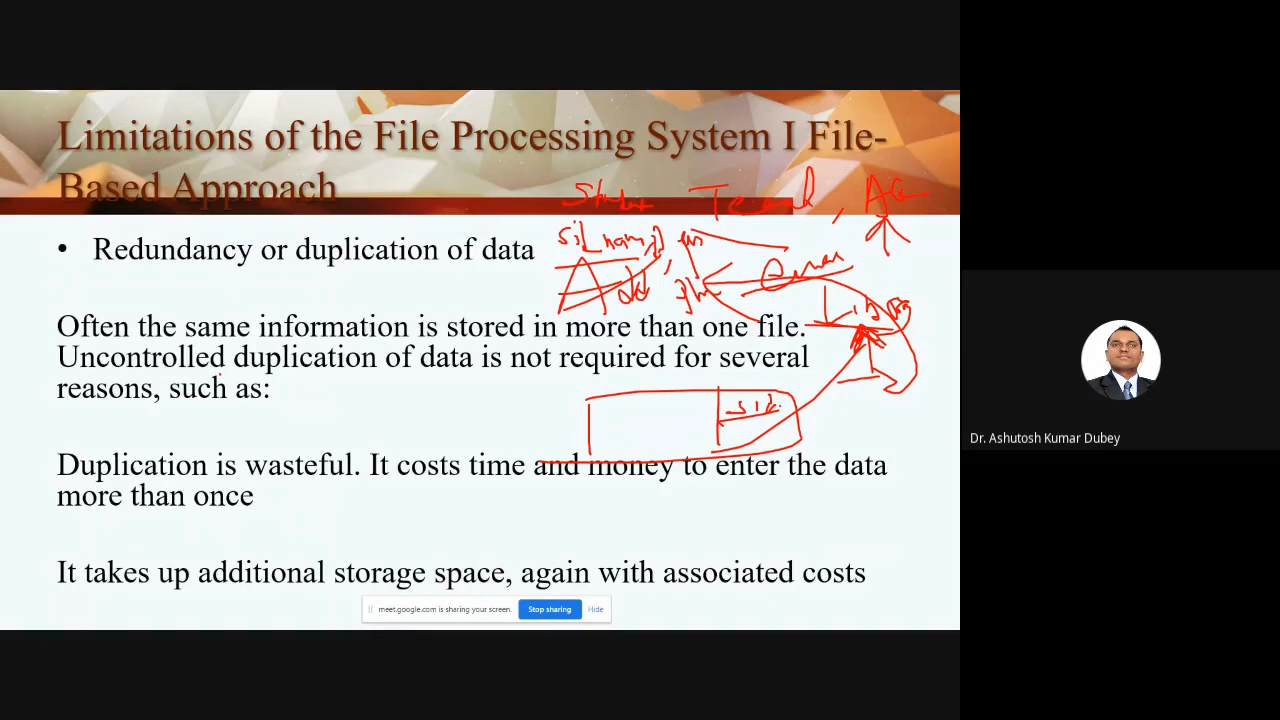 Limitations of the File Processing System I File-
Based Approach
• Redundancy or duplication of data
Often the same information is stored in more than one file.
Uncontrolled duplication of data is not required for several
reasons, such as:
sid
Duplication is wasteful. It costs time and money to enter the data
more than once
It takes up additional storage space, again with associated costs
meet.google.com is sharing your screen. Stop sharing Hide
Dr. Ashutosh Kumar Dubey